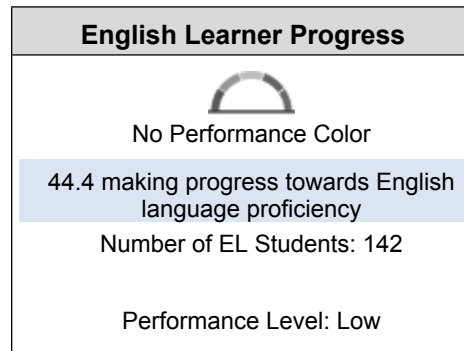 English Learner Progress
No Performance Color
44.4 making progress towards English
language proficiency
Number of EL Students: 142
Performance Level: Low